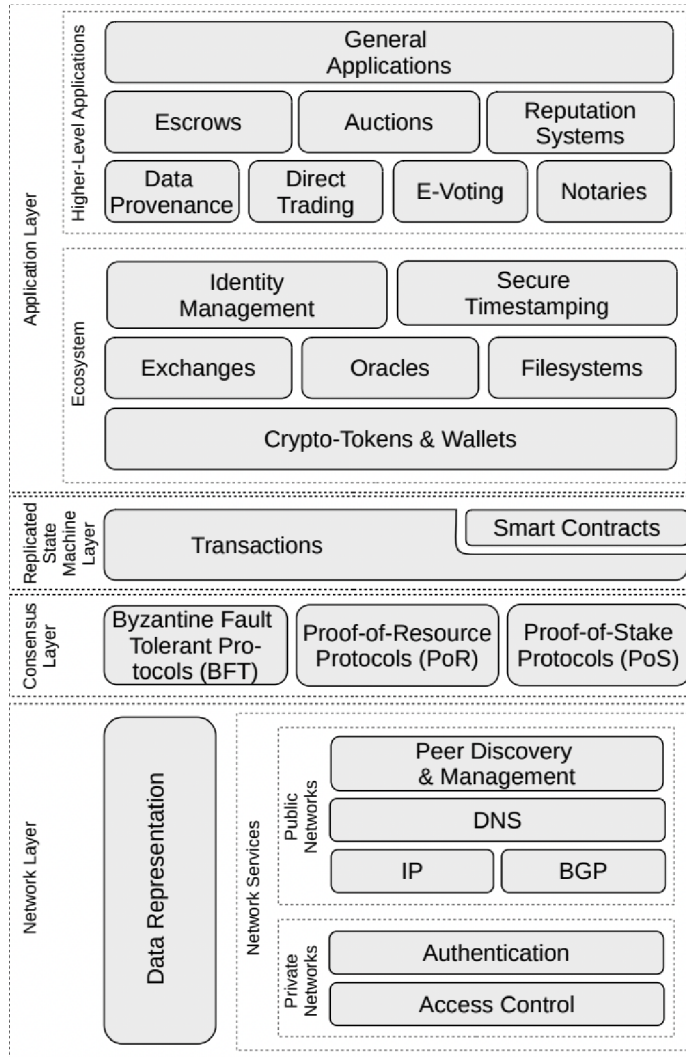 Application Layer
Higher-Level Applications
General
Applications
Escrows
Auctions
Reputation
Systems
Data
Provenance
Direct
Trading
E-Voting
Notaries
Ecosystem
Identity
Management
Secure
Timestamping
Exchanges
Oracles
Filesystems
Crypto-Tokens & Wallets
Replicated
State
Machine
Layer
Transactions
Smart Contracts
Consensus
Layer
Byzantine Fault
Tolerant Pro-
tocols (BFT)
Proof-of-Resource
Protocols (PoR)
Proof-of-Stake
Protocols (PoS)
Network Layer
Data Representation
Network Services
Public
Networks
Peer Discovery
& Management
DNS
IP
BGP
Private
Networks
Authentication
Access Control